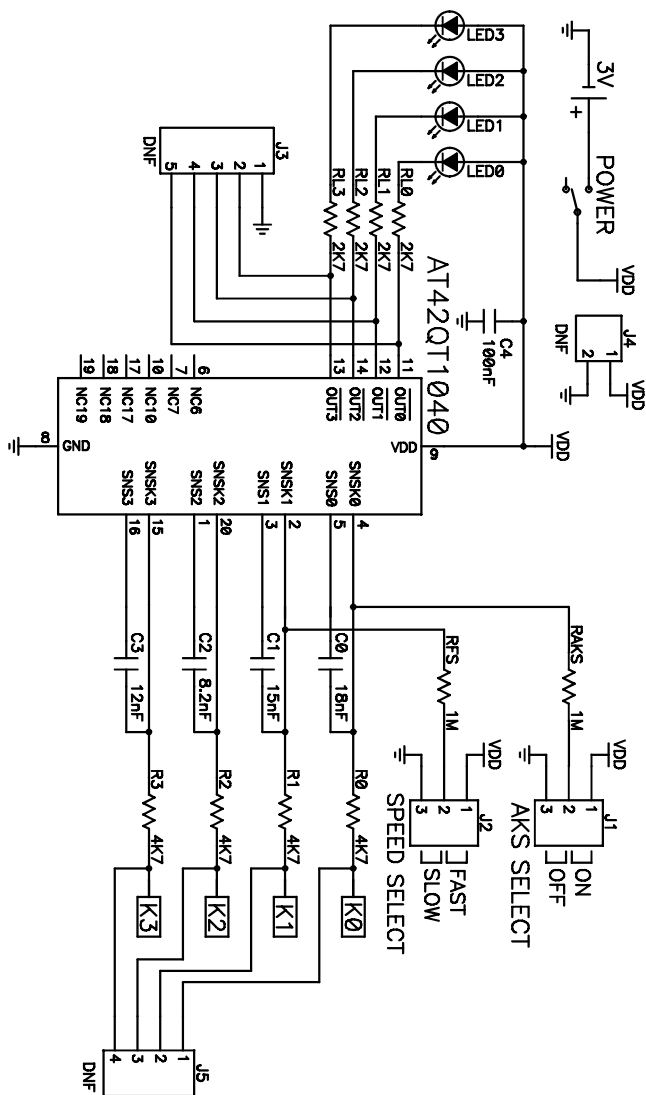 VDD
VDD
J4
1
2
DNF
POWER
3V
+
VDD
VDD
J1
1
2
3
ON
OFF
AKS SELECT
RAKS
1M
LED3
LED2
LED1
LED0
C4
100nF
AT42QT1040
VDD
J2
1
2
3
FAST
SLOW
SPEED SELECT
RFS
1M
RL0
2K7
RL1
2K7
RL2
2K7
RL3
2K7
J3
1
2
3
4
5
DNF
11
OUT0
12
OUT1
14
OUT2
13
OUT3
6
NC6
7
NC7
10
NC10
17
NC17
18
NC18
19
NC19
VDD
9
GND
8
SNSK0
4
SNS0
5
SNSK1
2
SNS1
3
SNSK2
20
SNS2
1
SNSK3
15
SNS3
16
C0
18nF
R0
4K7
K0
C1
15nF
R1
4K7
K1
C2
8.2nF
R2
4K7
K2
C3
12nF
R3
4K7
K3
J5
1
2
3
4
DNF